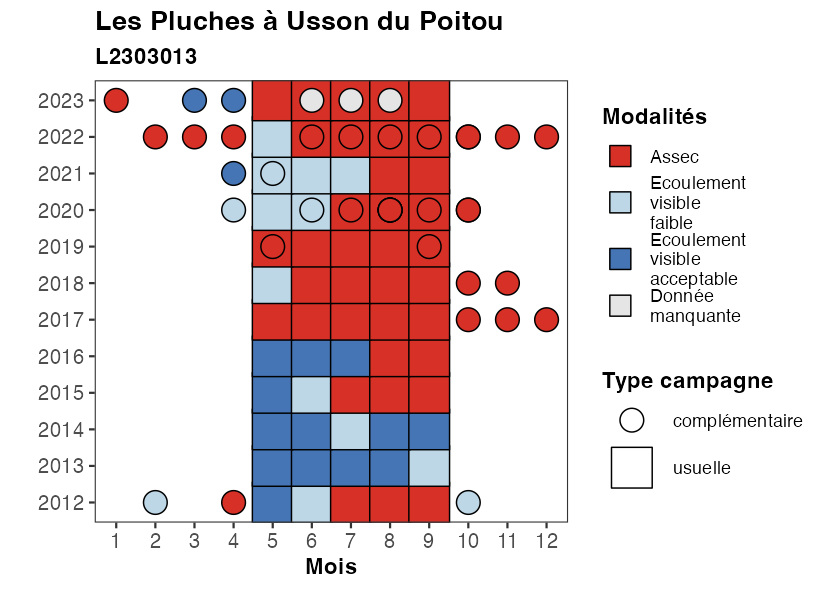 Les Pluches à Usson du Poitou
L2303013
2023
2022
2021
2020
2019
2018
2017
2016
2015
2014
2013
2012
1 2 3 4 5 6 7 8 9 10 11 12
Mois
Modalités
Assec
Ecoulement
visible
faible
Ecoulement
visible
acceptable
Donnée
manquante
Type campagne
complémentaire
usuelle